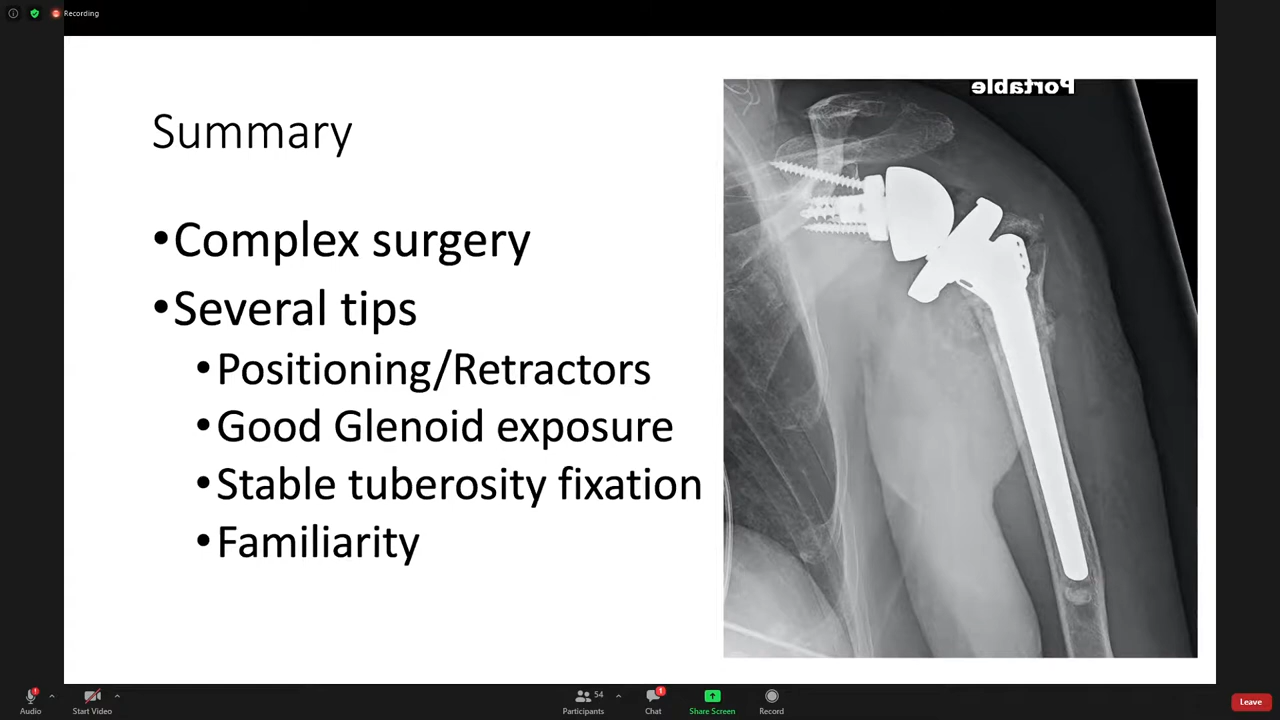 Recording
Portable
Summary
•Complex surgery
•Several tips
•Positioning/Retractors
•Good Glenoid exposure
•Stable tuberosity fixation
•Familiarity
Audio
Start Video
54
Participants
1
Chat
Share Screen
Record
Leave